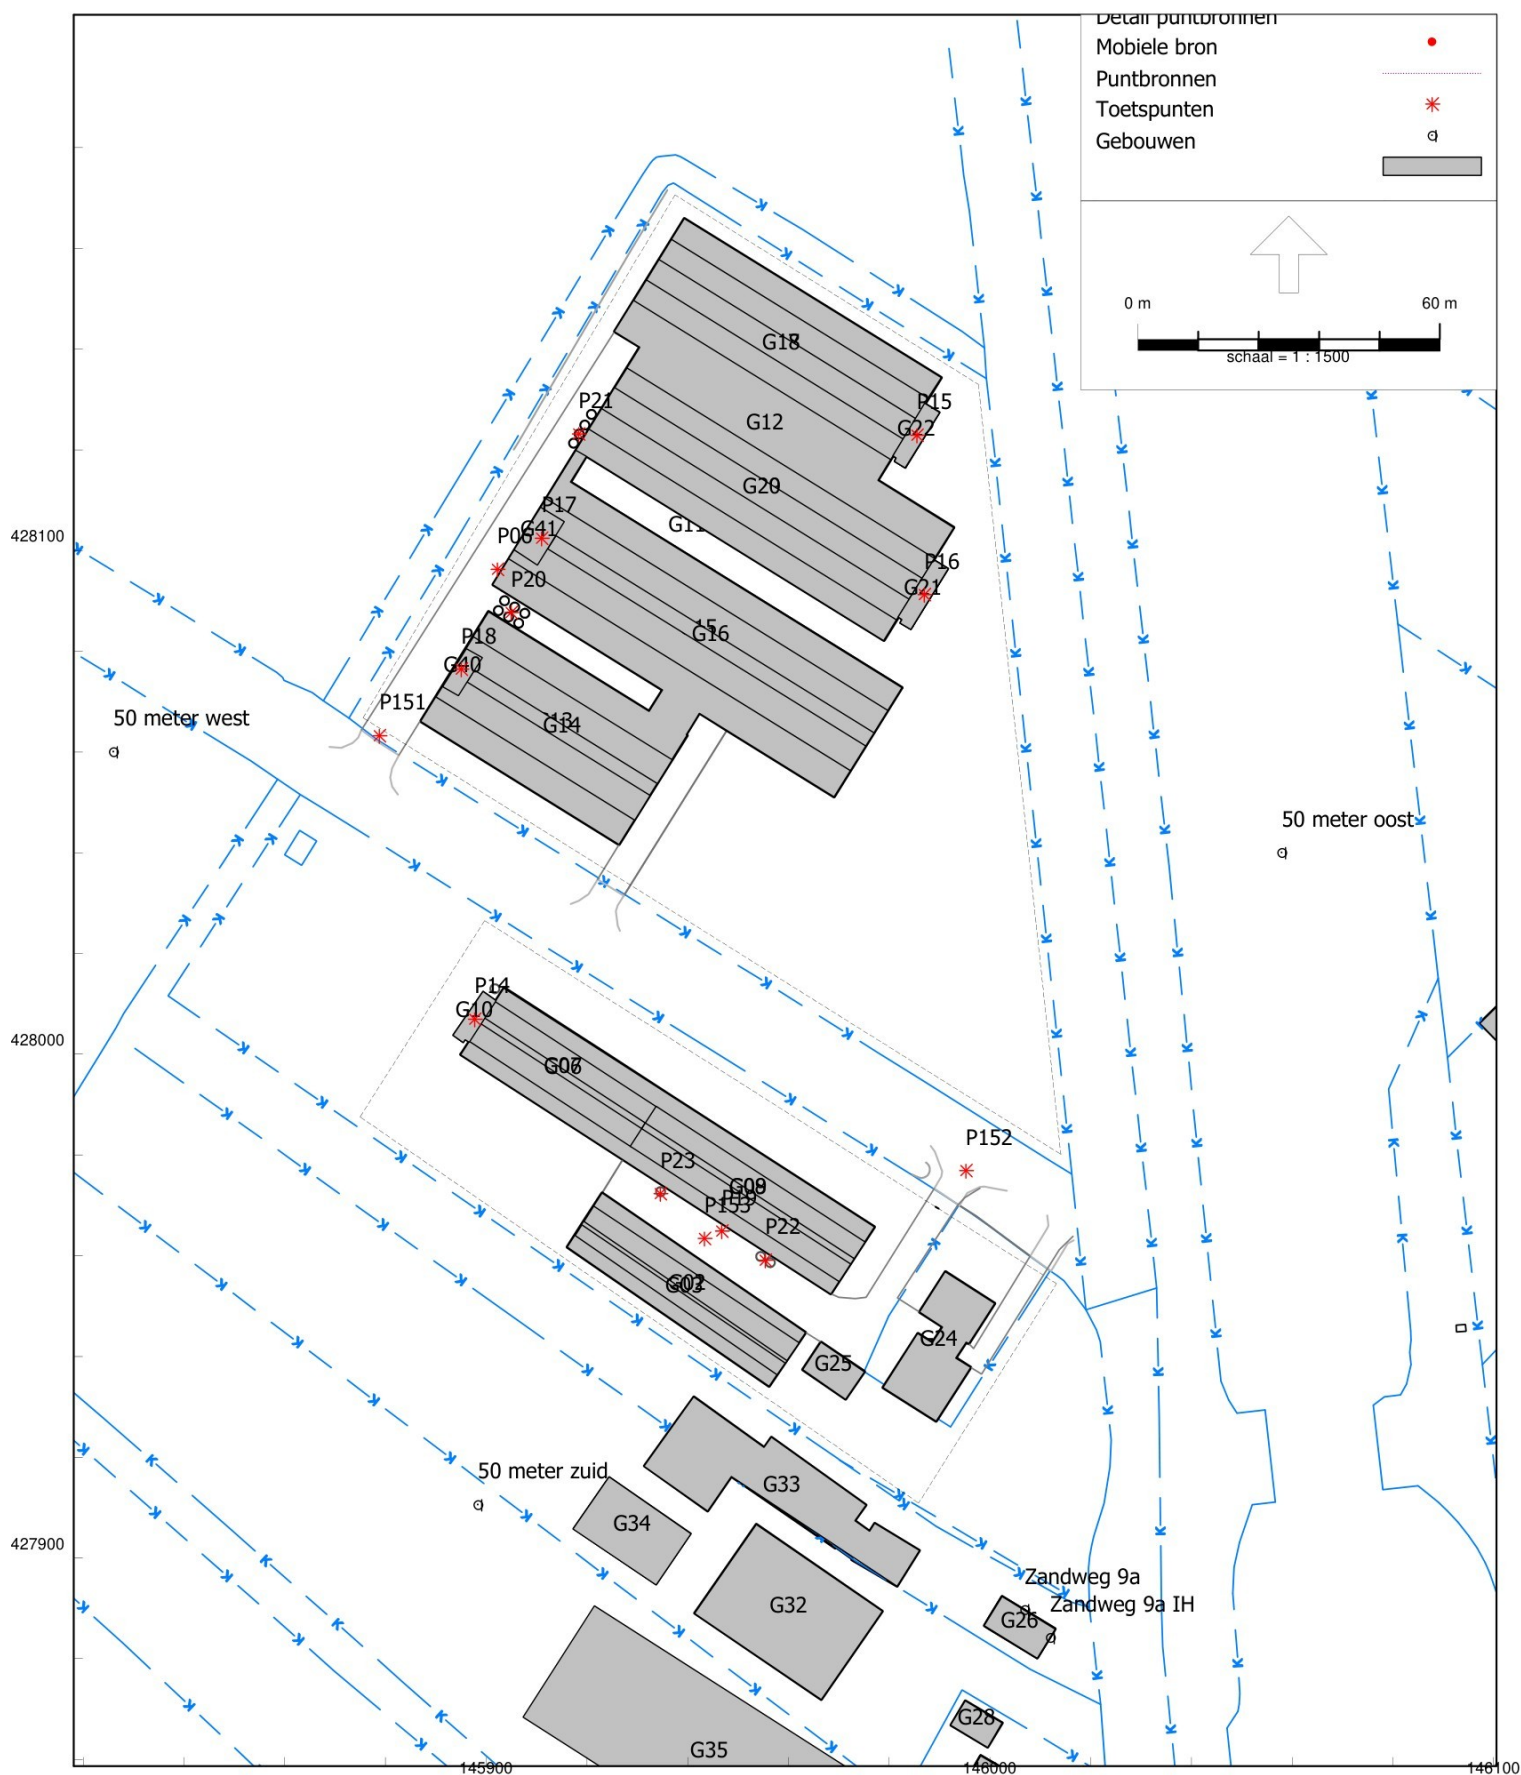 Detail puntbronnen
Mobiele bron
Puntbronnen
Toetspunten
Gebouwen
0 m
60 m
schaal = 1 : 1500
G18
P21
P15
G12
G22
G20
P17
G41
P06
P16
P20
G21
G16
P18
G40
P151
G14
50 meter west
50 meter oost
428100
P14
G10
428000
P152
P23
P153
P22
G24
G25
50 meter zuid
G33
G34
427900
Zandweg 9a
Zandweg 9a IH
G26
G32
G28
G35
145900
146000
146100